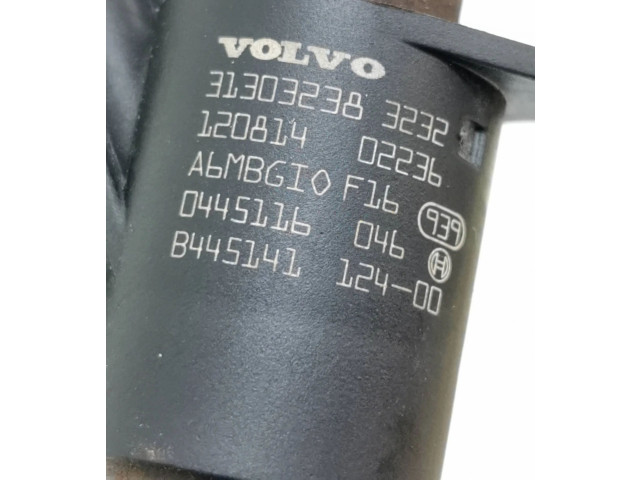 VOLVO
31303238 3232
120814 02236
A6MBGI◊ F16
0445116 046 939
B445141 124-00